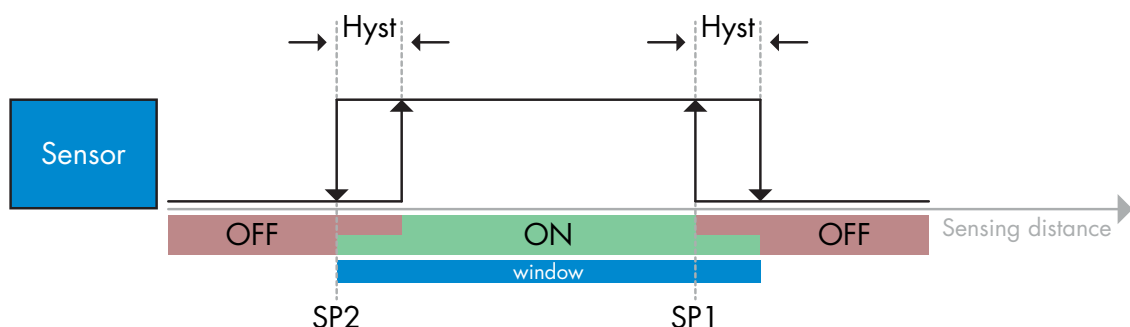 Hyst
Hyst
Sensor
OFF
ON
OFF
Sensing distance
window
SP2
SP1